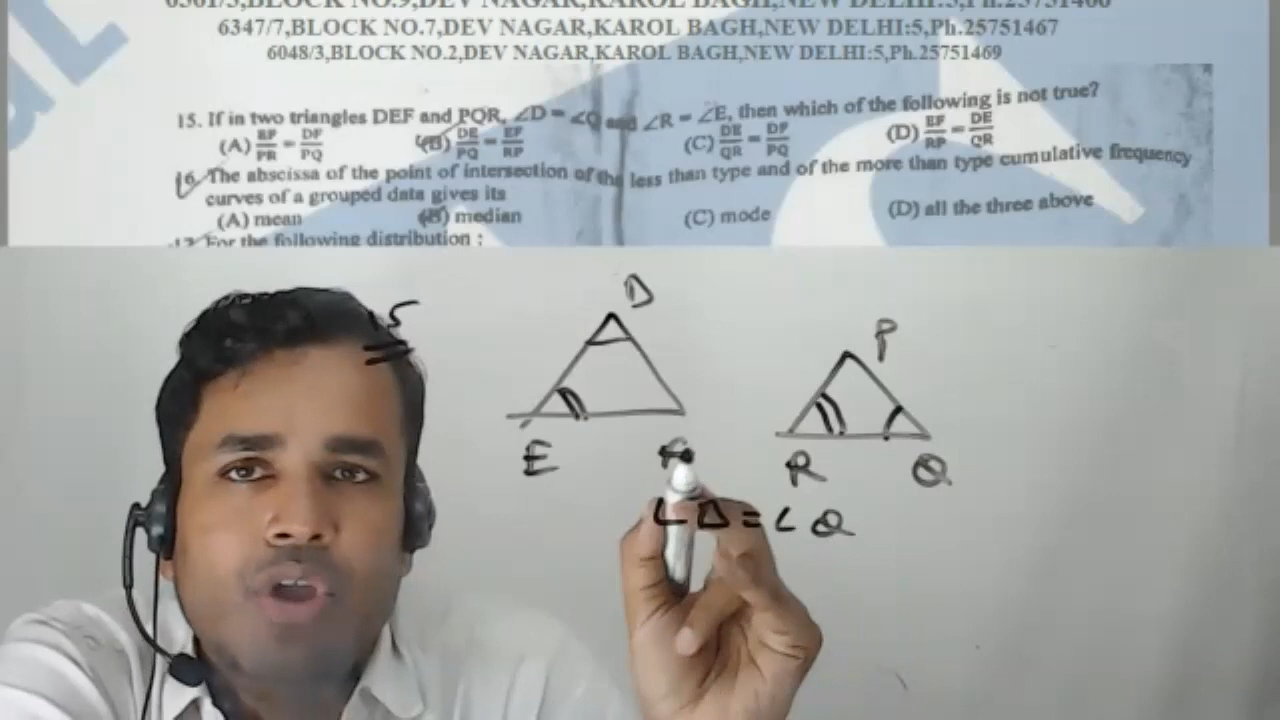 6347/7,BLOCK NO.7,DEV NAGAR,KAROL BAGH,NEW DELHI:5,Ph.25751467
6048/3,BLOCK NO.2,DEV NAGAR,KAROL BAGH,NEW DELHI:5,Ph.25751469
15. If in two triangles DEF and PQR, ∠D = ∠Q and ∠R = ∠E, then which of the following is not true?
(A) EF/PR = DF/PQ (B) DE/PQ = EF/RP (C) DE/QR = DF/PQ (D) EF/RP = DE/QR
16. The abscissa of the point of intersection of the less than type and of the more than type cumulative frequency
curves of a grouped data gives its
(A) mean (B) median (C) mode (D) all the three above
For the following distribution :
15
D
P
E
R
Q
∠D = ∠Q